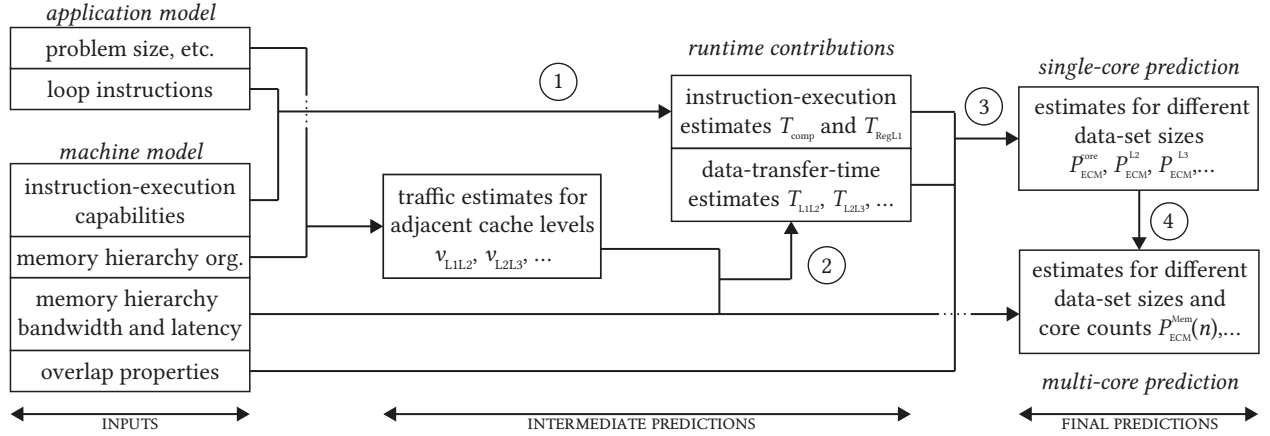 application model
problem size, etc.
loop instructions
machine model
instruction-execution
capabilities
memory hierarchy org.
memory hierarchy
bandwidth and latency
overlap properties
INPUTS
1
traffic estimates for
adjacent cache levels
v_L1L2, v_L2L3, ...
runtime contributions
instruction-execution
estimates T_comp and T_RegL1
data-transfer-time
estimates T_L1L2, T_L2L3, ...
2
INTERMEDIATE PREDICTIONS
3
single-core prediction
estimates for different
data-set sizes
P_ECM^core, P_ECM^L2, P_ECM^L3,...
4
estimates for different
data-set sizes and
core counts P_ECM^Mem(n),...
multi-core prediction
FINAL PREDICTIONS